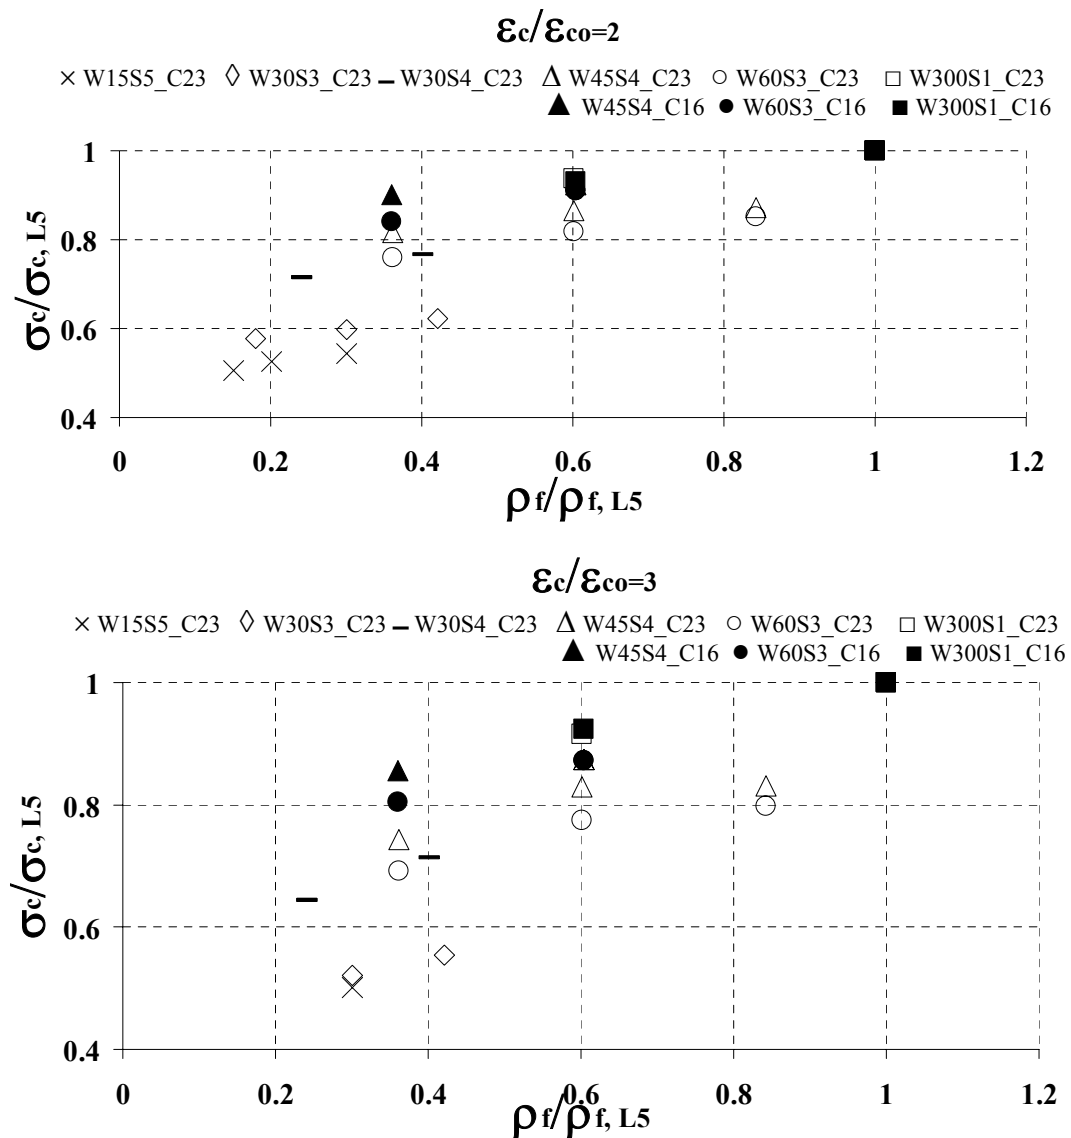 εc/εco=2
W15S5_C23 W30S3_C23 W30S4_C23 W45S4_C23 W60S3_C23 W300S1_C23
W45S4_C16 W60S3_C16 W300S1_C16
1
0.8
0.6
0.4
σc/σc, L5
0 0.2 0.4 0.6 0.8 1 1.2
ρf/ρf, L5
εc/εco=3
W15S5_C23 W30S3_C23 W30S4_C23 W45S4_C23 W60S3_C23 W300S1_C23
W45S4_C16 W60S3_C16 W300S1_C16
1
0.8
0.6
0.4
σc/σc, L5
0 0.2 0.4 0.6 0.8 1 1.2
ρf/ρf, L5